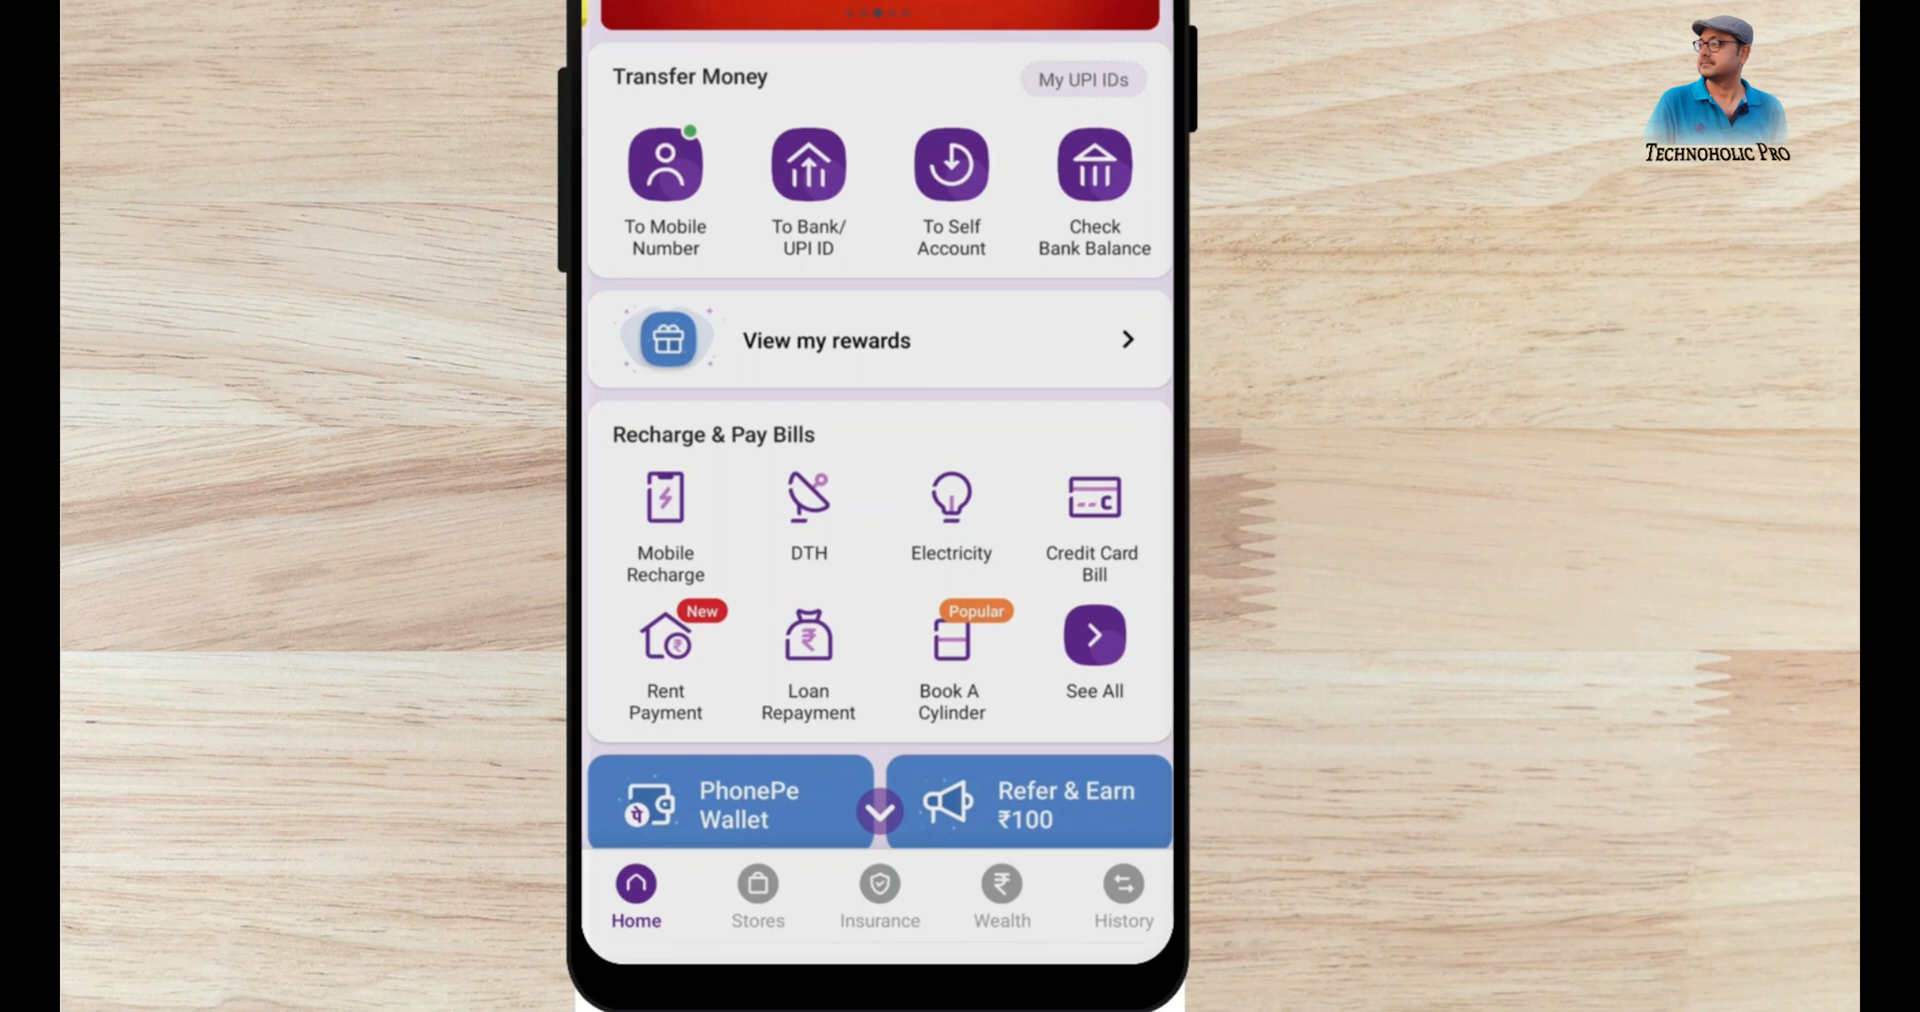 TECHNOHOLIC PRO
Transfer Money
My UPI IDs
To Mobile
Number
To Bank/
UPI ID
To Self
Account
Check
Bank Balance
View my rewards
Recharge & Pay Bills
Mobile
Recharge
DTH
Electricity
Credit Card
Bill
New
Rent
Payment
Loan
Repayment
Popular
Book A
Cylinder
See All
पे
PhonePe
Wallet
Refer & Earn
₹100
Home
Stores
Insurance
Wealth
History